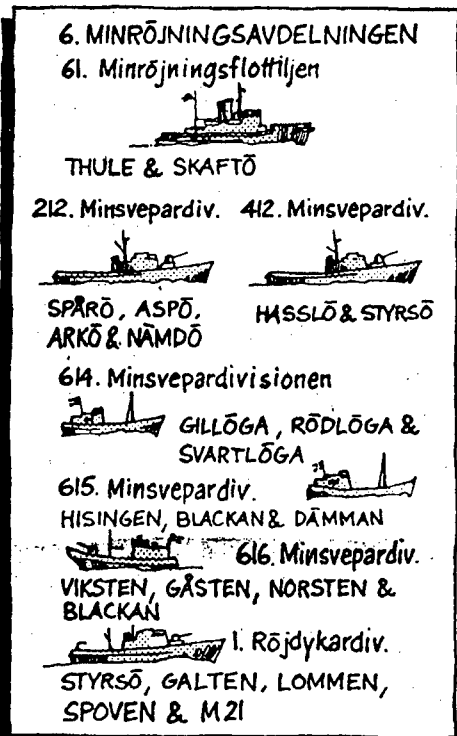 6. MINRÖJNINGSAVDELNINGEN
61. Minröjningsflottiljen
THULE & SKAFTÖ
212. Minsvepardiv. 412. Minsvepardiv.
SPÅRÖ, ASPÖ,
ARKÖ & NÄMDÖ
HASSLÖ & STYRSÖ
614. Minsvepardivisionen
GILLÖGA, RÖDLÖGA &
SVARTLÖGA
615. Minsvepardiv.
HISINGEN, BLACKAN & DÄMMAN
616. Minsvepardiv.
VIKSTEN, GÅSTEN, NORSTEN &
BLACKAN
1. Röjdykardiv.
STYRSÖ, GALTEN, LOMMEN,
SPOVEN & M21